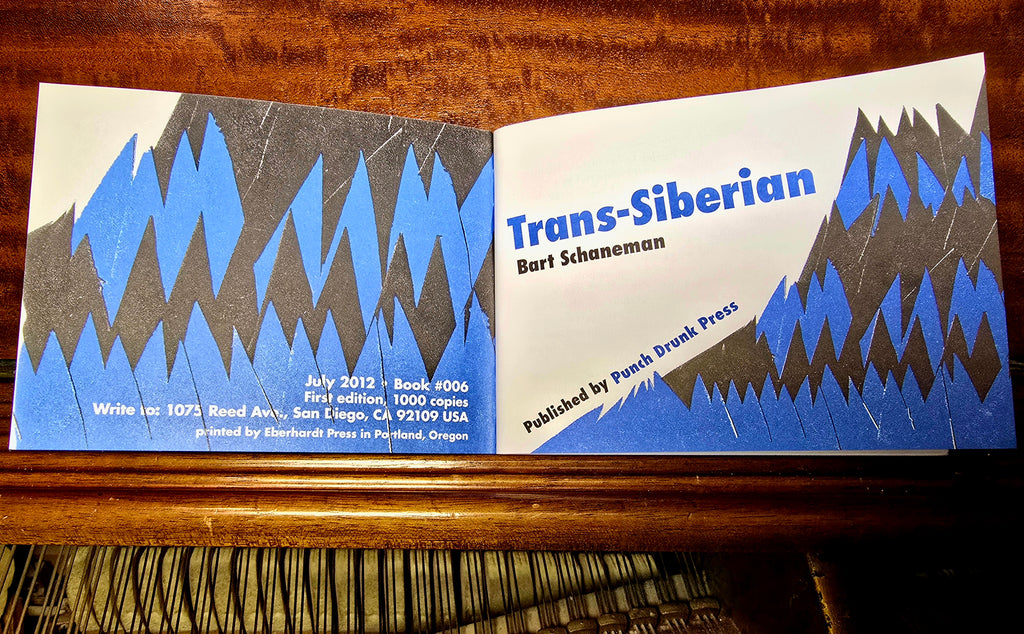 July 2012 • Book #006
First edition, 1000 copies
Write to: 1075 Reed Ave., San Diego, CA 92109 USA
printed by Eberhardt Press in Portland, Oregon
Trans-Siberian
Bart Schaneman
Published by Punch Drunk Press